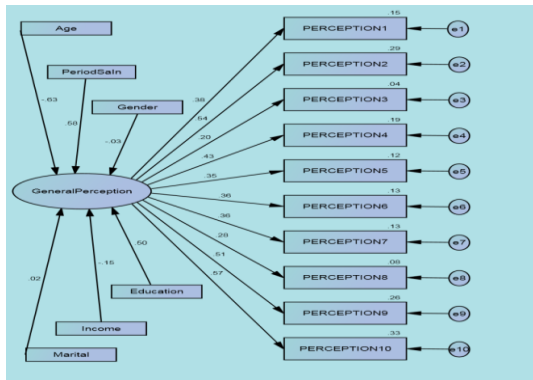 Age
PeriodSaIn
Gender
-.63
.58
-.03
GeneralPerception
.02
-.15
.50
Education
Income
Marital
.38
.54
.20
.43
.35
.36
.36
.28
.51
.57
.15
PERCEPTION1
e1
.29
PERCEPTION2
e2
.04
PERCEPTION3
e3
.19
PERCEPTION4
e4
.12
PERCEPTION5
e5
.13
PERCEPTION6
e6
.13
PERCEPTION7
e7
.08
PERCEPTION8
e8
.26
PERCEPTION9
e9
.33
PERCEPTION10
e10